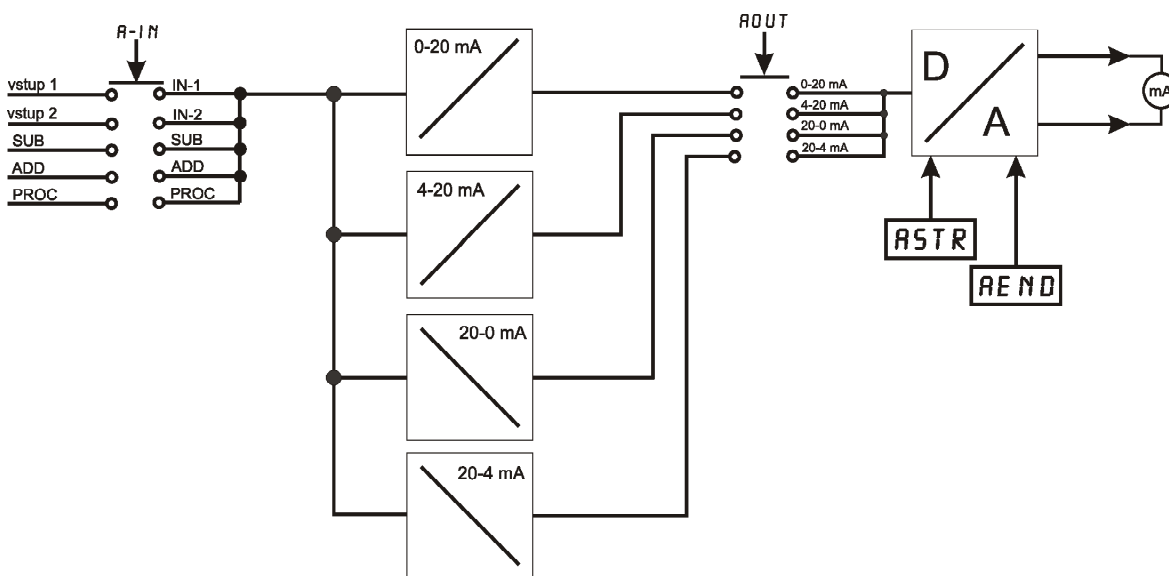 A-IN
vstup 1
IN-1
vstup 2
IN-2
SUB
SUB
ADD
ADD
PROC
PROC
0-20 mA
4-20 mA
20-0 mA
20-4 mA
AOUT
0-20 mA
4-20 mA
20-0 mA
20-4 mA
D
A
mA
ASTR
AEND